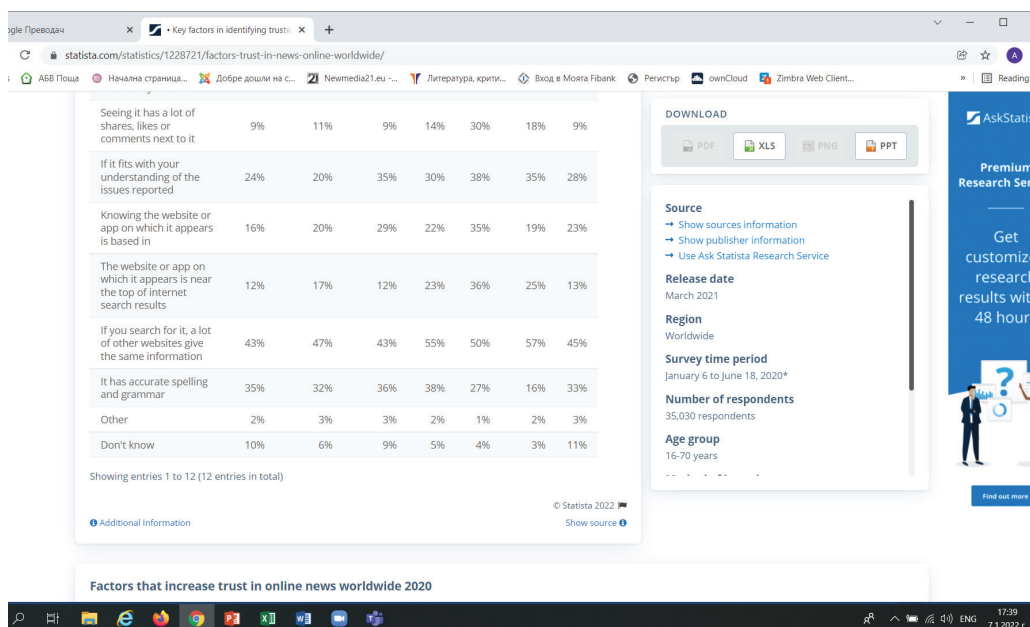 ogle Преводач
• Key factors in identifying truste
statista.com/statistics/1228721/factors-trust-in-news-online-worldwide/
A
АБВ Поща
Начална страница...
Добре дошли на с...
Newmedia21.eu -...
Литература, крити...
Вход в Моята Fibank
Регистър
ownCloud
Zimbra Web Client...
»
Reading
Seeing it has a lot of
shares, likes or
comments next to it
9% 11% 9% 14% 30% 18% 9%
If it fits with your
understanding of the
issues reported
24% 20% 35% 30% 38% 35% 28%
Knowing the website or
app on which it appears
is based in
16% 20% 29% 22% 35% 19% 23%
The website or app on
which it appears is near
the top of internet
search results
12% 17% 12% 23% 36% 25% 13%
If you search for it, a lot
of other websites give
the same information
43% 47% 43% 55% 50% 57% 45%
It has accurate spelling
and grammar
35% 32% 36% 38% 27% 16% 33%
Other 2% 3% 3% 2% 1% 2% 3%
Don't know 10% 6% 9% 5% 4% 3% 11%
Showing entries 1 to 12 (12 entries in total)
© Statista 2022
Additional Information
Show source
Factors that increase trust in online news worldwide 2020
DOWNLOAD
PDF XLS PNG PPT
Source
→ Show sources information
→ Show publisher information
→ Use Ask Statista Research Service
Release date
March 2021
Region
Worldwide
Survey time period
January 6 to June 18, 2020*
Number of respondents
35,030 respondents
Age group
16-70 years
AskStatis
Premium
Research Ser
Get
customize
research
results wit
48 hour
Find out more
ENG
17:39
7.1.2022 г.